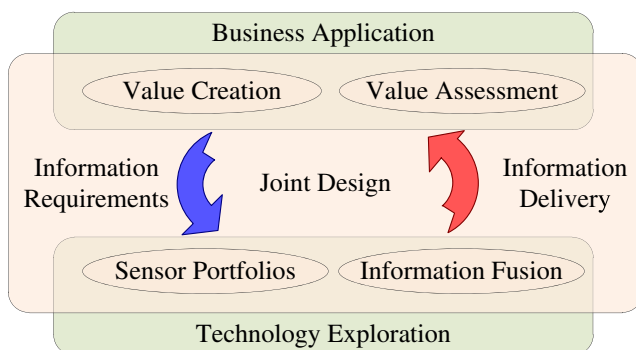 Business Application
Value Creation
Value Assessment
Information
Requirements
Joint Design
Information
Delivery
Sensor Portfolios
Information Fusion
Technology Exploration